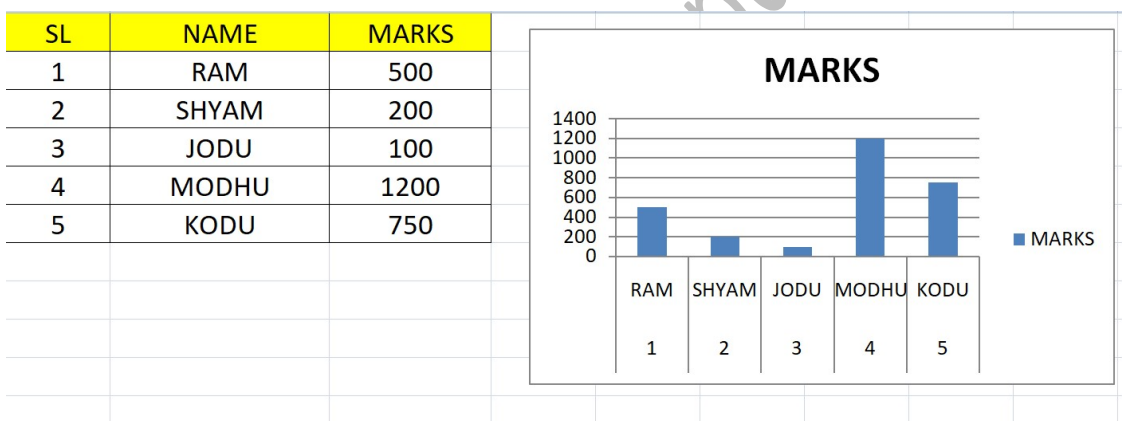 SL NAME MARKS
1 RAM 500
2 SHYAM 200
3 JODU 100
4 MODHU 1200
5 KODU 750
MARKS
1400
1200
1000
800
600
400
200
0
RAM SHYAM JODU MODHU KODU
1 2 3 4 5
MARKS